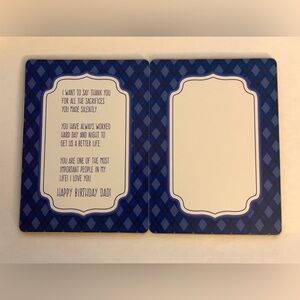 I WANT TO SAY THANK YOU
FOR ALL THE SACRIFICES
YOU MADE SILENTLY
YOU HAVE ALWAYS WORKED
HARD DAY AND NIGHT TO
GET US A BETTER LIFE
YOU ARE ONE OF THE MOST
IMPORTANT PEOPLE IN MY
LIFE! I LOVE YOU
HAPPY BIRTHDAY DAD!